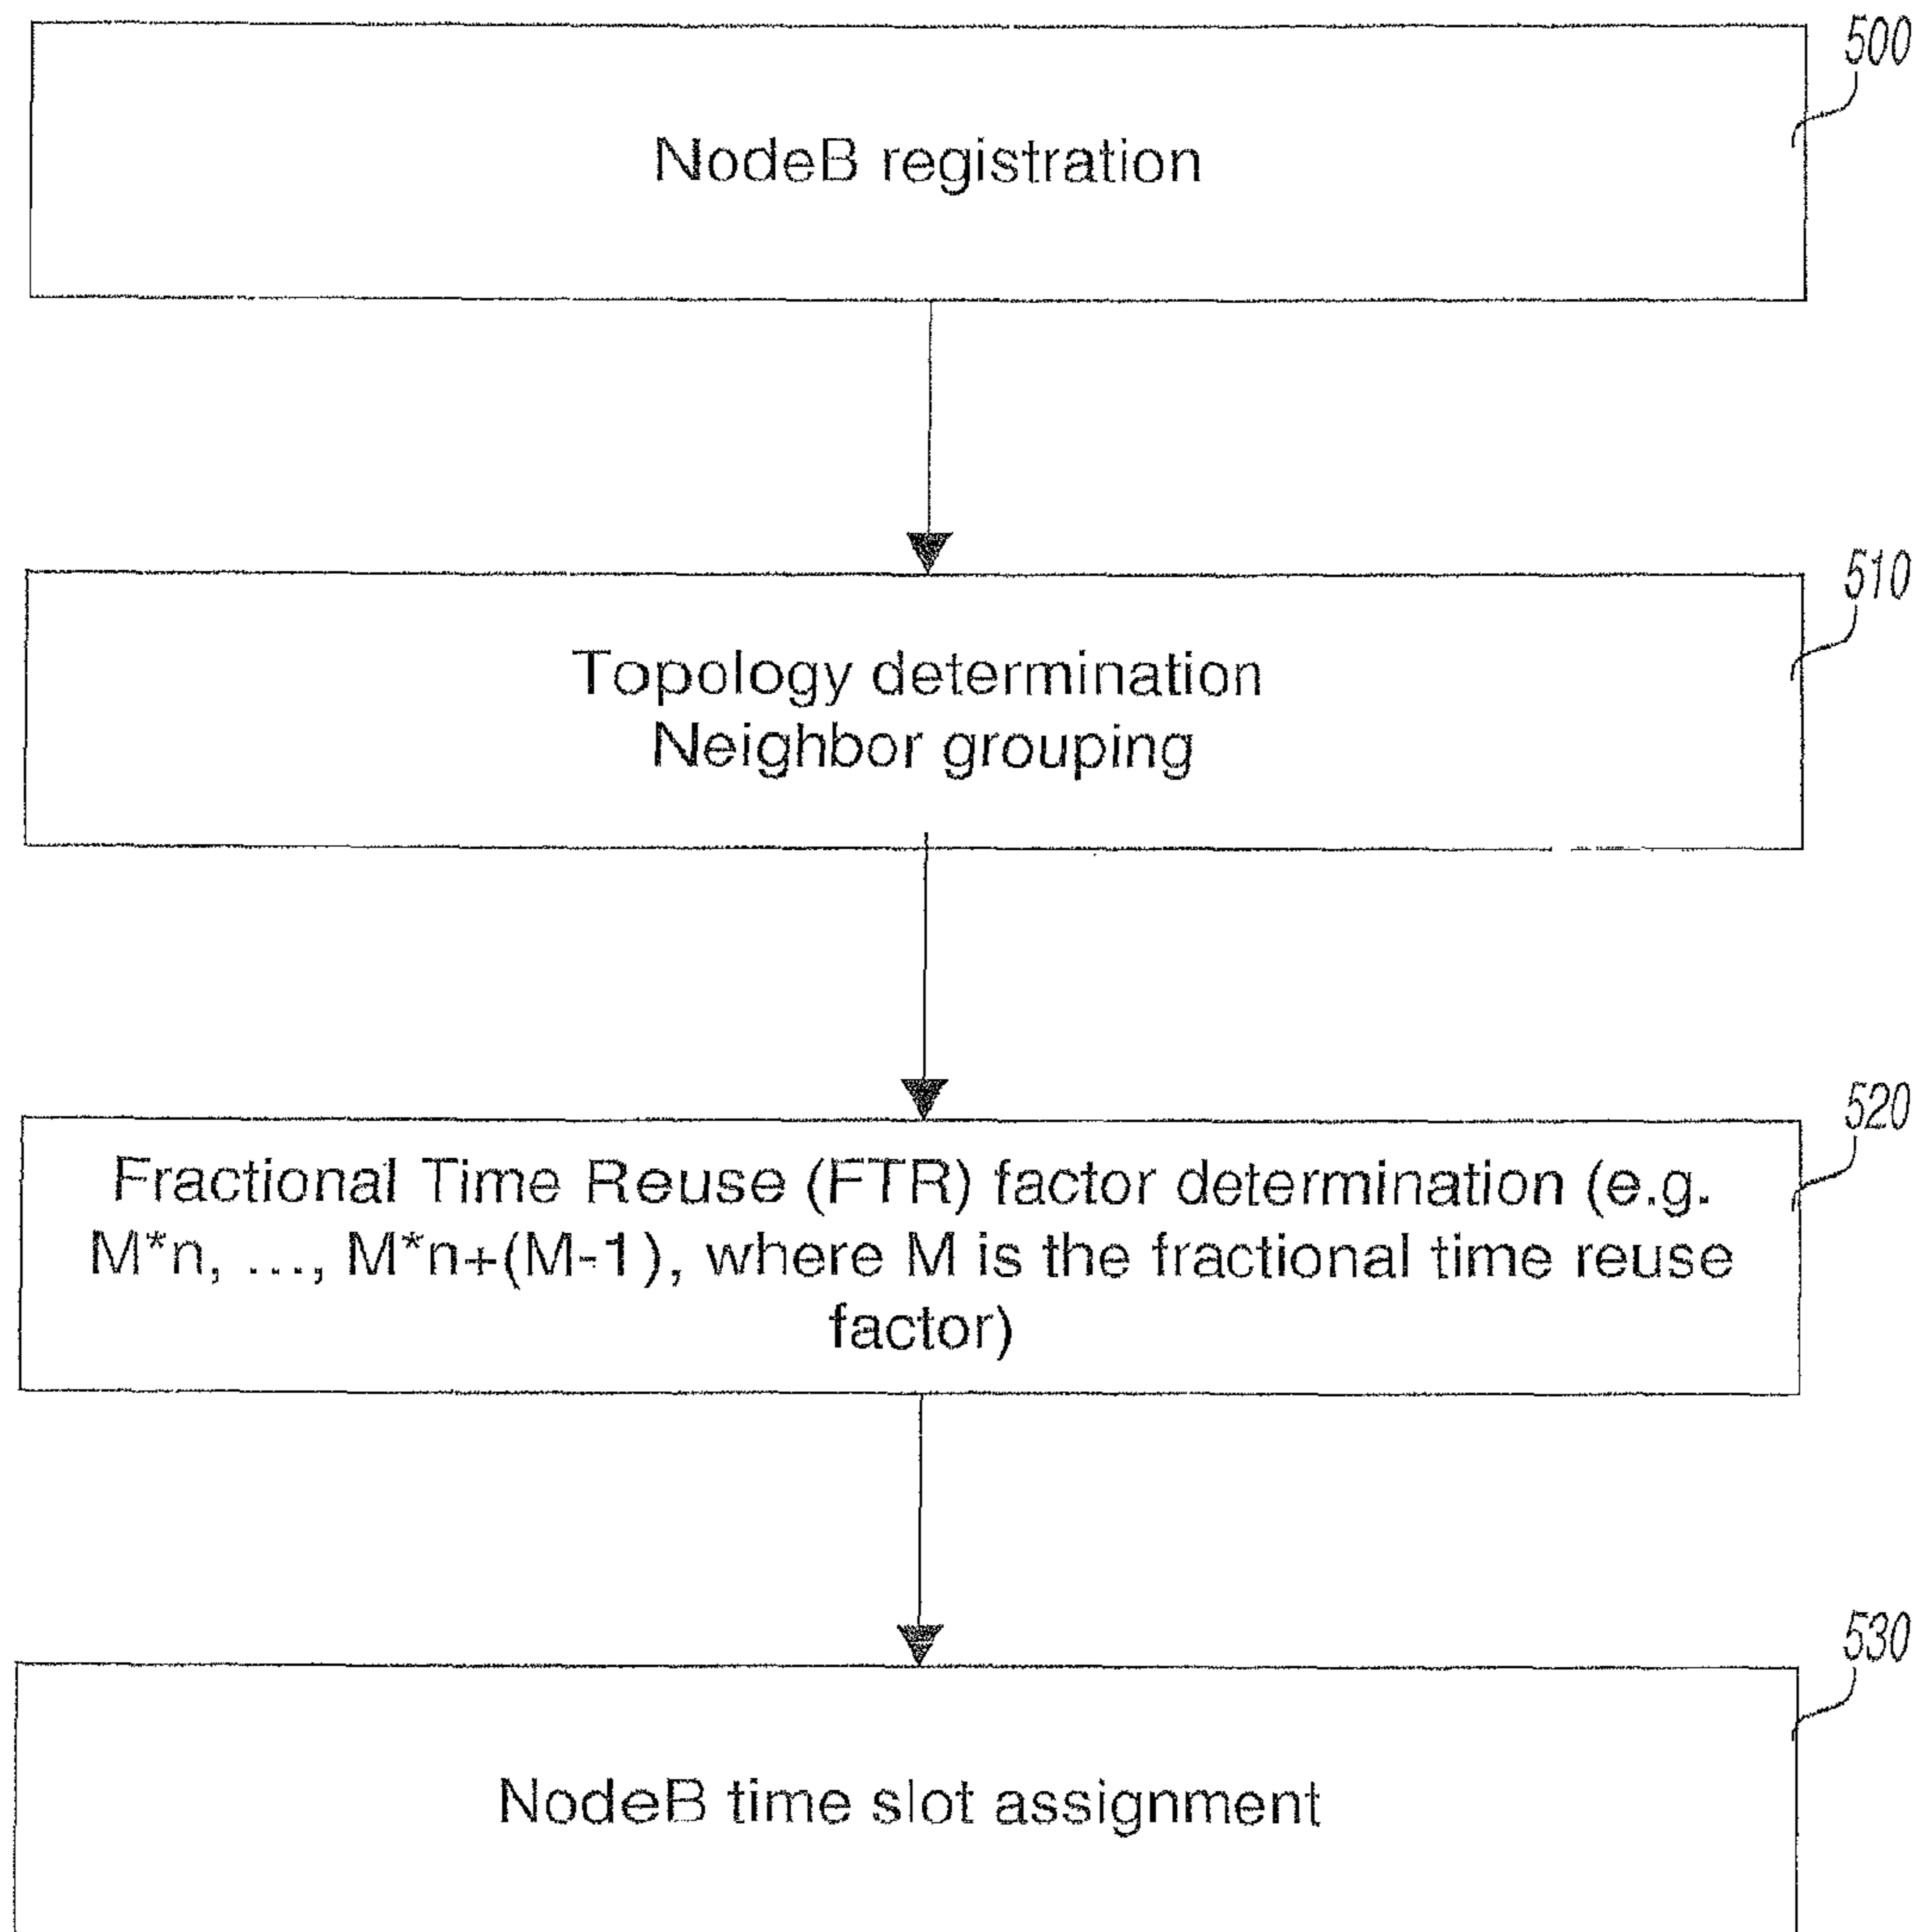 500
NodeB registration
510
Topology determination
Neighbor grouping
520
Fractional Time Reuse (FTR) factor determination (e.g.
M*n, ..., M*n+(M-1), where M is the fractional time reuse
factor)
530
NodeB time slot assignment